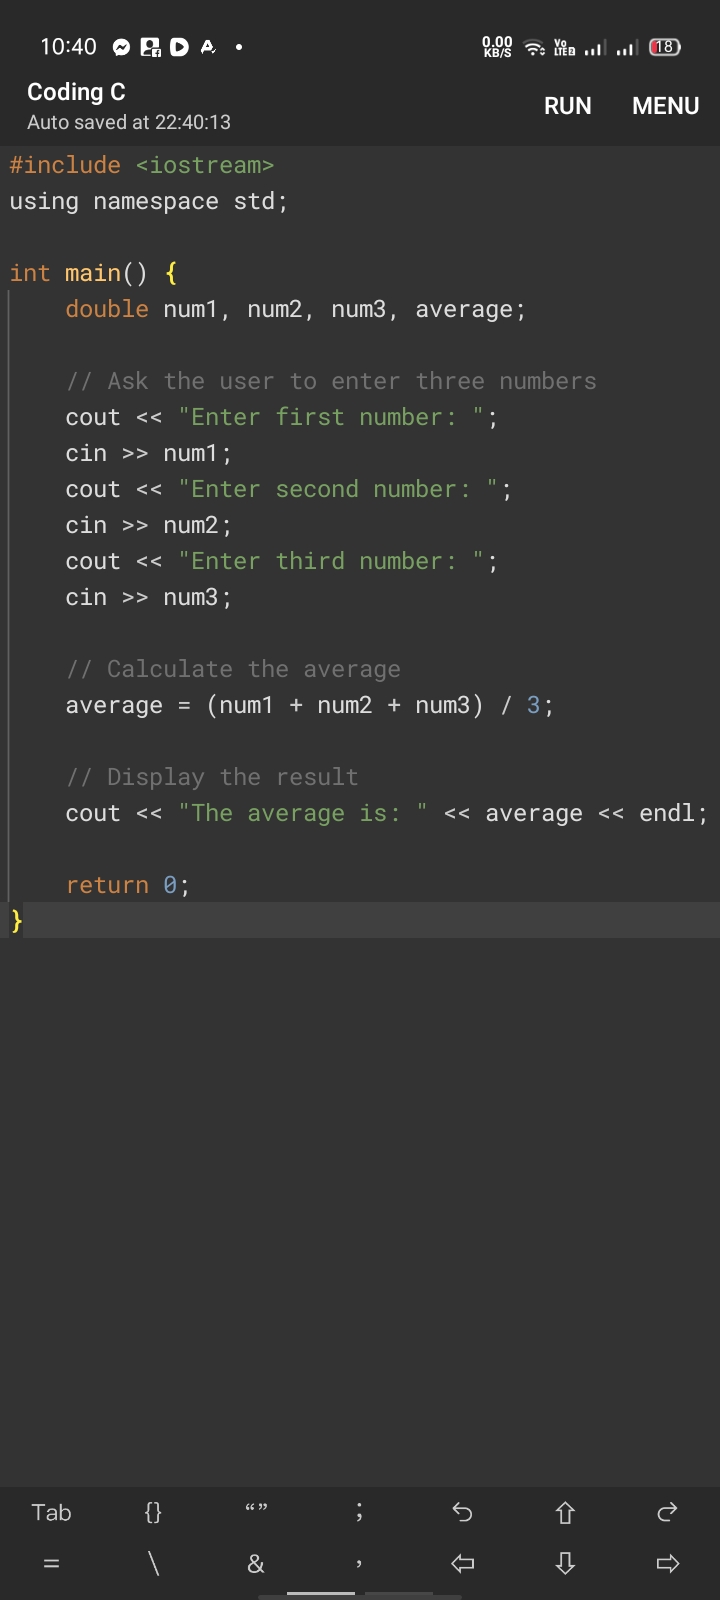 10:40
0.00 KB/S
Vo LTE 2
18
Coding C
RUN
MENU
Auto saved at 22:40:13
#include <iostream>
using namespace std;
int main() {
    double num1, num2, num3, average;
    // Ask the user to enter three numbers
    cout << "Enter first number: ";
    cin >> num1;
    cout << "Enter second number: ";
    cin >> num2;
    cout << "Enter third number: ";
    cin >> num3;
    // Calculate the average
    average = (num1 + num2 + num3) / 3;
    // Display the result
    cout << "The average is: " << average << endl;
    return 0;
}
Tab {} “” ;
= \ & ,